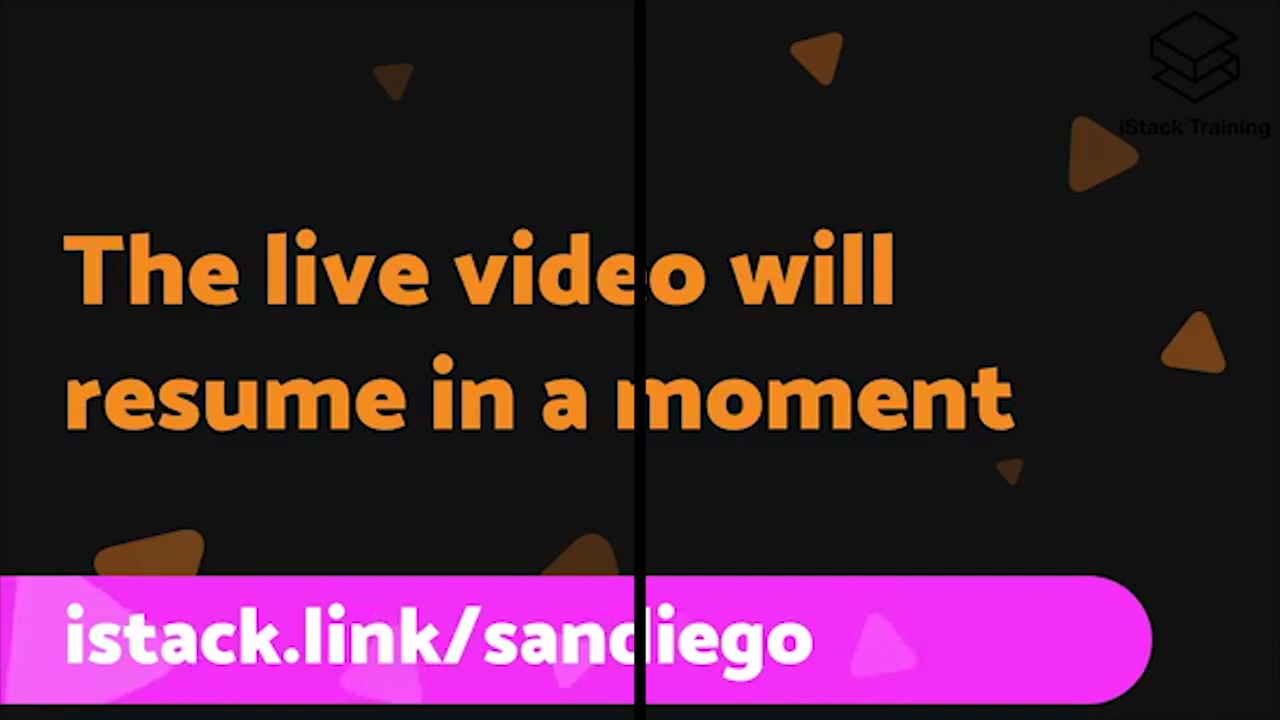 iStack Training
The live video will
resume in a moment
istack.link/sandiego